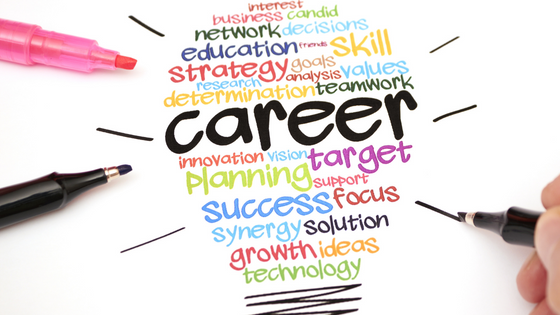 interest
business candid
network decisions
education friends skill
strategy goals
research analysis values
determination teamwork
career
innovation vision target
planning support
success focus
synergy solution
growth ideas
technology